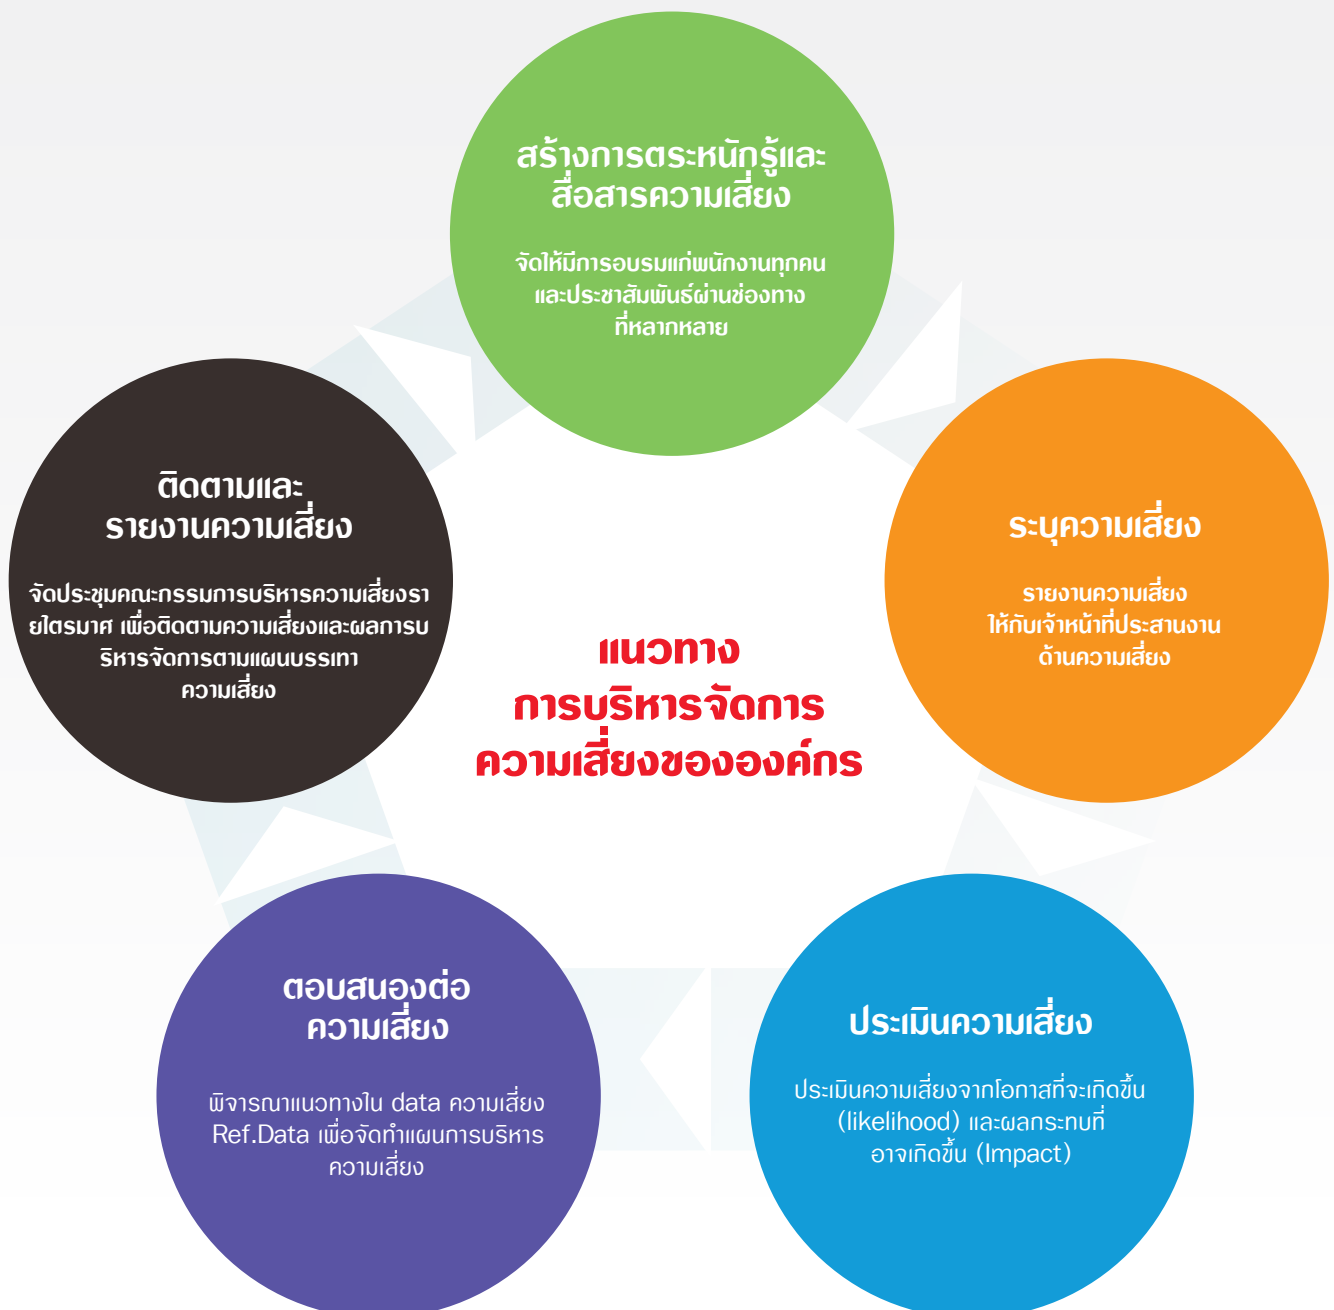 สร้างการตระหนักรู้และ
สื่อสารความเสี่ยง
จัดให้มีการอบรมแก่พนักงานทุกคน
และประชาสัมพันธ์ผ่านช่องทาง
ที่หลากหลาย
ระบุความเสี่ยง
รายงานความเสี่ยง
ให้กับเจ้าหน้าที่ประสานงาน
ด้านความเสี่ยง
ประเมินความเสี่ยง
ประเมินความเสี่ยงจากโอกาสที่จะเกิดขึ้น
(likelihood) และผลกระทบที่
อาจเกิดขึ้น (Impact)
ตอบสนองต่อ
ความเสี่ยง
พิจารณาแนวทางใน data ความเสี่ยง
Ref.Data เพื่อจัดทำแผนการบริหาร
ความเสี่ยง
ติดตามและ
รายงานความเสี่ยง
จัดประชุมคณะกรรมการบริหารความเสี่ยงรา
ยไตรมาศ เพื่อติดตามความเสี่ยงและผลการบ
ริหารจัดการตามแผนบรรเทา
ความเสี่ยง
แนวทาง
การบริหารจัดการ
ความเสี่ยงขององค์กร